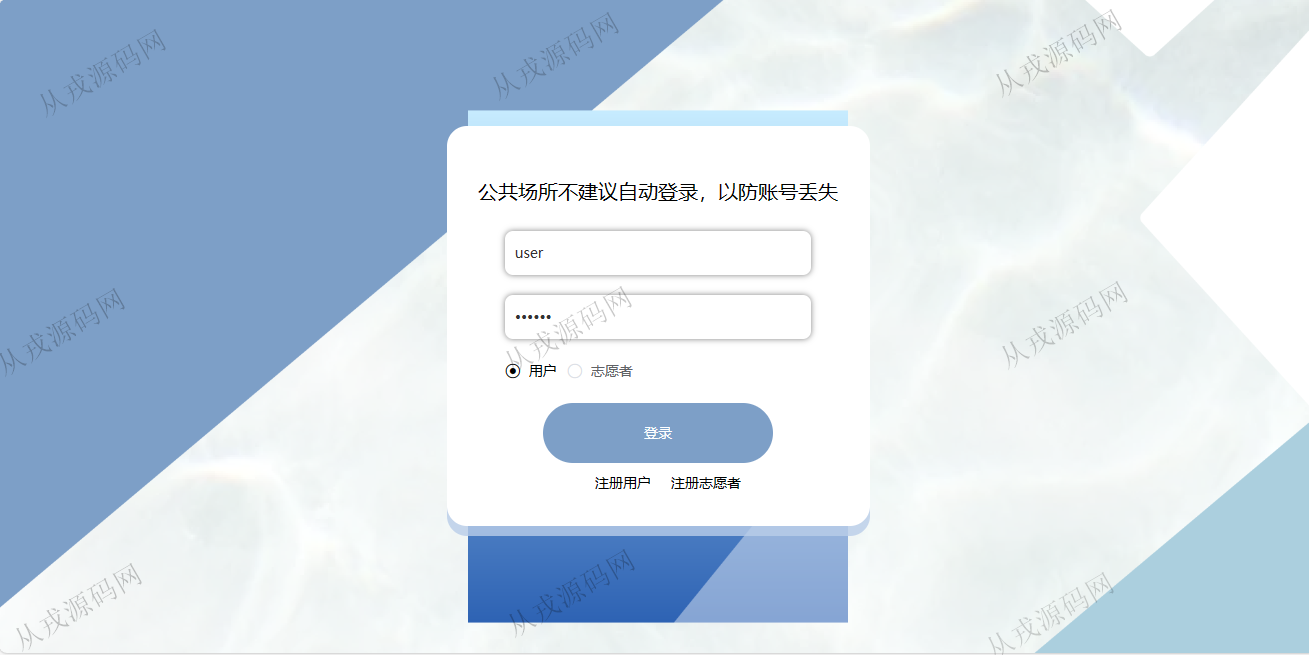 从戎源码网
从戎源码网
从戎源码网
公共场所不建议自动登录，以防账号丢失
user
••••••
从戎源码网
从戎源码网
从戎源码网
用户 志愿者
登录
注册用户 注册志愿者
从戎源码网
从戎源码网
从戎源码网